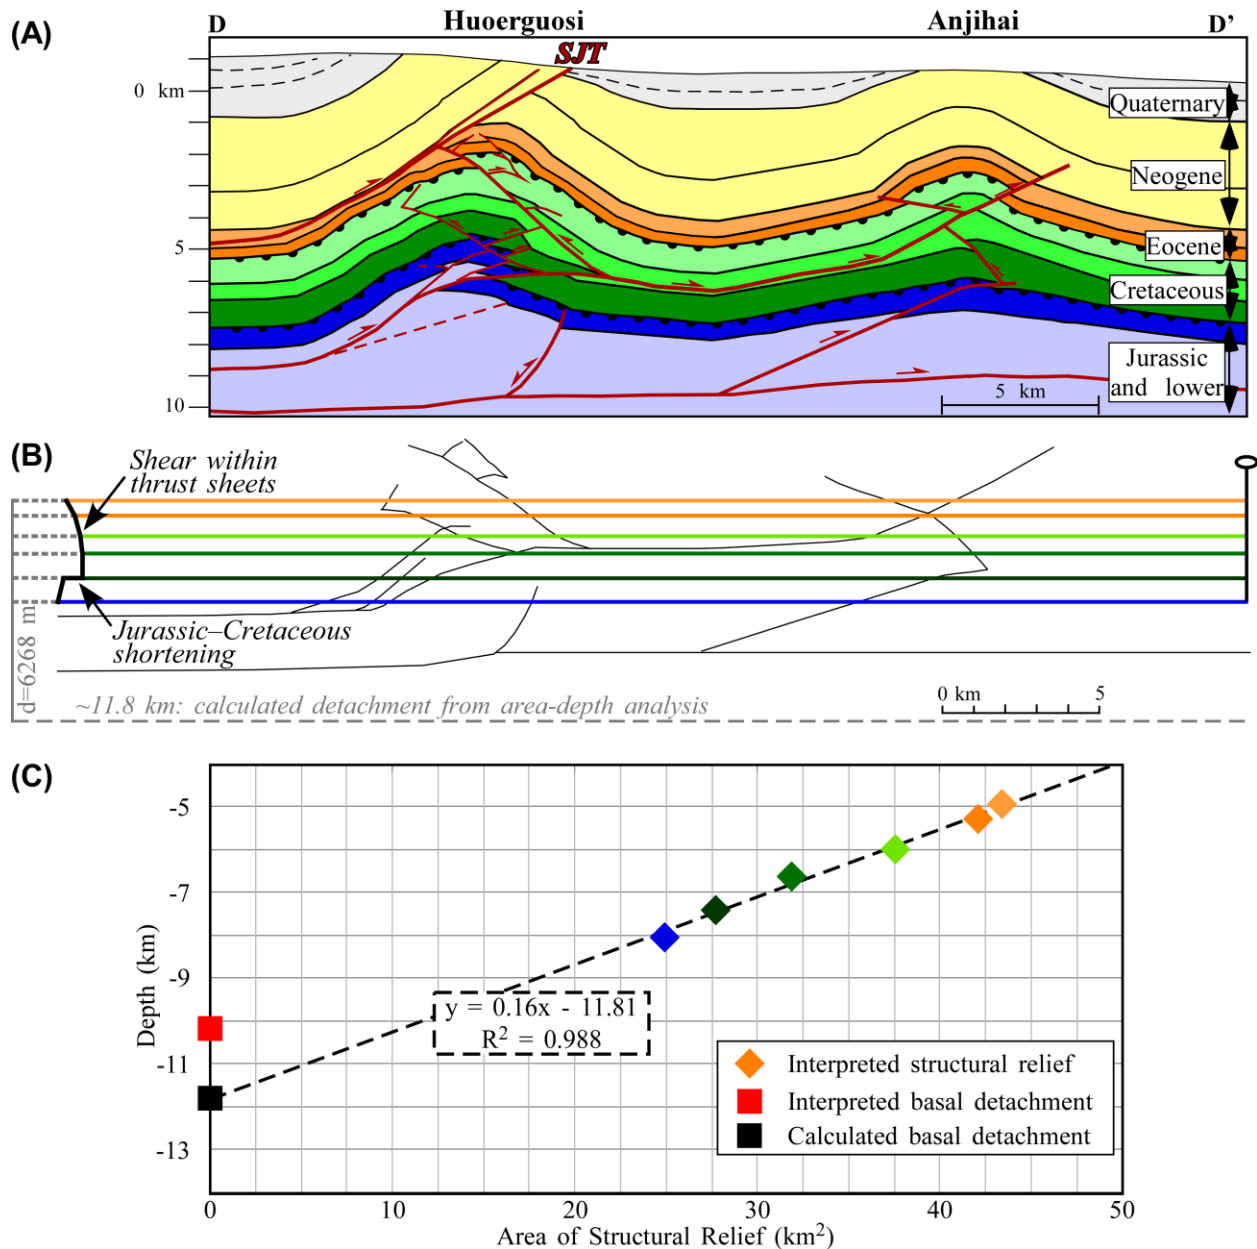 (A)
D
Huoerguosi
Anjihai
D'
SJT
0 km
5
10
Quaternary
Neogene
Eocene
Cretaceous
Jurassic
and lower
5 km
(B)
Shear within
thrust sheets
Jurassic–Cretaceous
shortening
d=6268 m
~11.8 km: calculated detachment from area-depth analysis
0 km
5
(C)
-5
-7
-9
-11
-13
Depth (km)
y = 0.16x - 11.81
R² = 0.988
Interpreted structural relief
Interpreted basal detachment
Calculated basal detachment
0
10
20
30
40
50
Area of Structural Relief (km²)